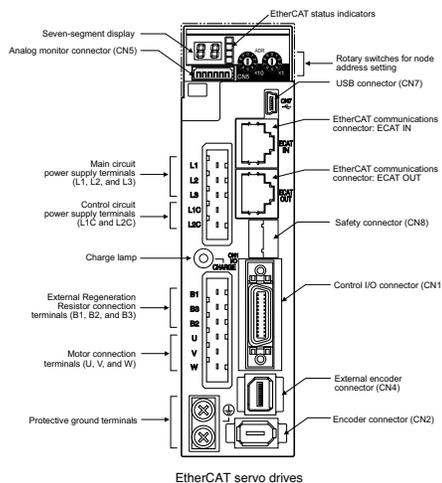 EtherCAT status indicators
Seven-segment display
Analog monitor connector (CN5)
ADR
CN5
x10
x1
Rotary switches for node
address setting
USB connector (CN7)
CN7
EtherCAT communications
connector: ECAT IN
ECAT
IN
EtherCAT communications
connector: ECAT OUT
ECAT
OUT
Main circuit
power supply terminals
(L1, L2, and L3)
L1
L2
L3
Control circuit
power supply terminals
(L1C and L2C)
L1C
L2C
Safety connector (CN8)
Charge lamp
CN1
I/O
CHARGE
Control I/O connector (CN1
External Regeneration
Resistor connection
terminals (B1, B2, and B3)
B1
B3
B2
Motor connection
terminals (U, V, and W)
U
V
W
External encoder
connector (CN4)
Protective ground terminals
Encoder connector (CN2)
EtherCAT servo drives